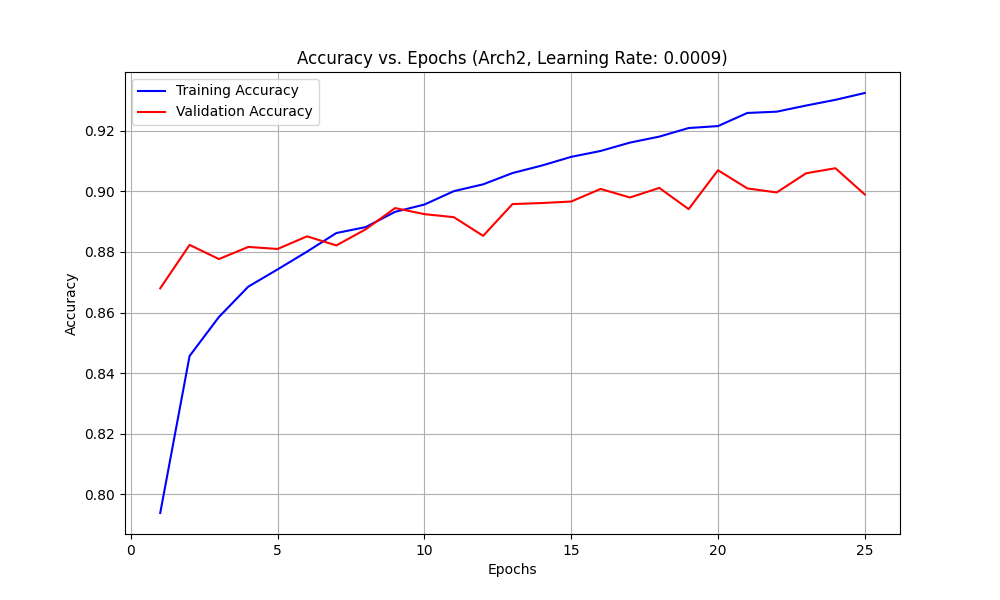 Accuracy vs. Epochs (Arch2, Learning Rate: 0.0009)
Training Accuracy
Validation Accuracy
0.92
0.90
0.88
0.86
0.84
0.82
0.80
Accuracy
0 5 10 15 20 25
Epochs